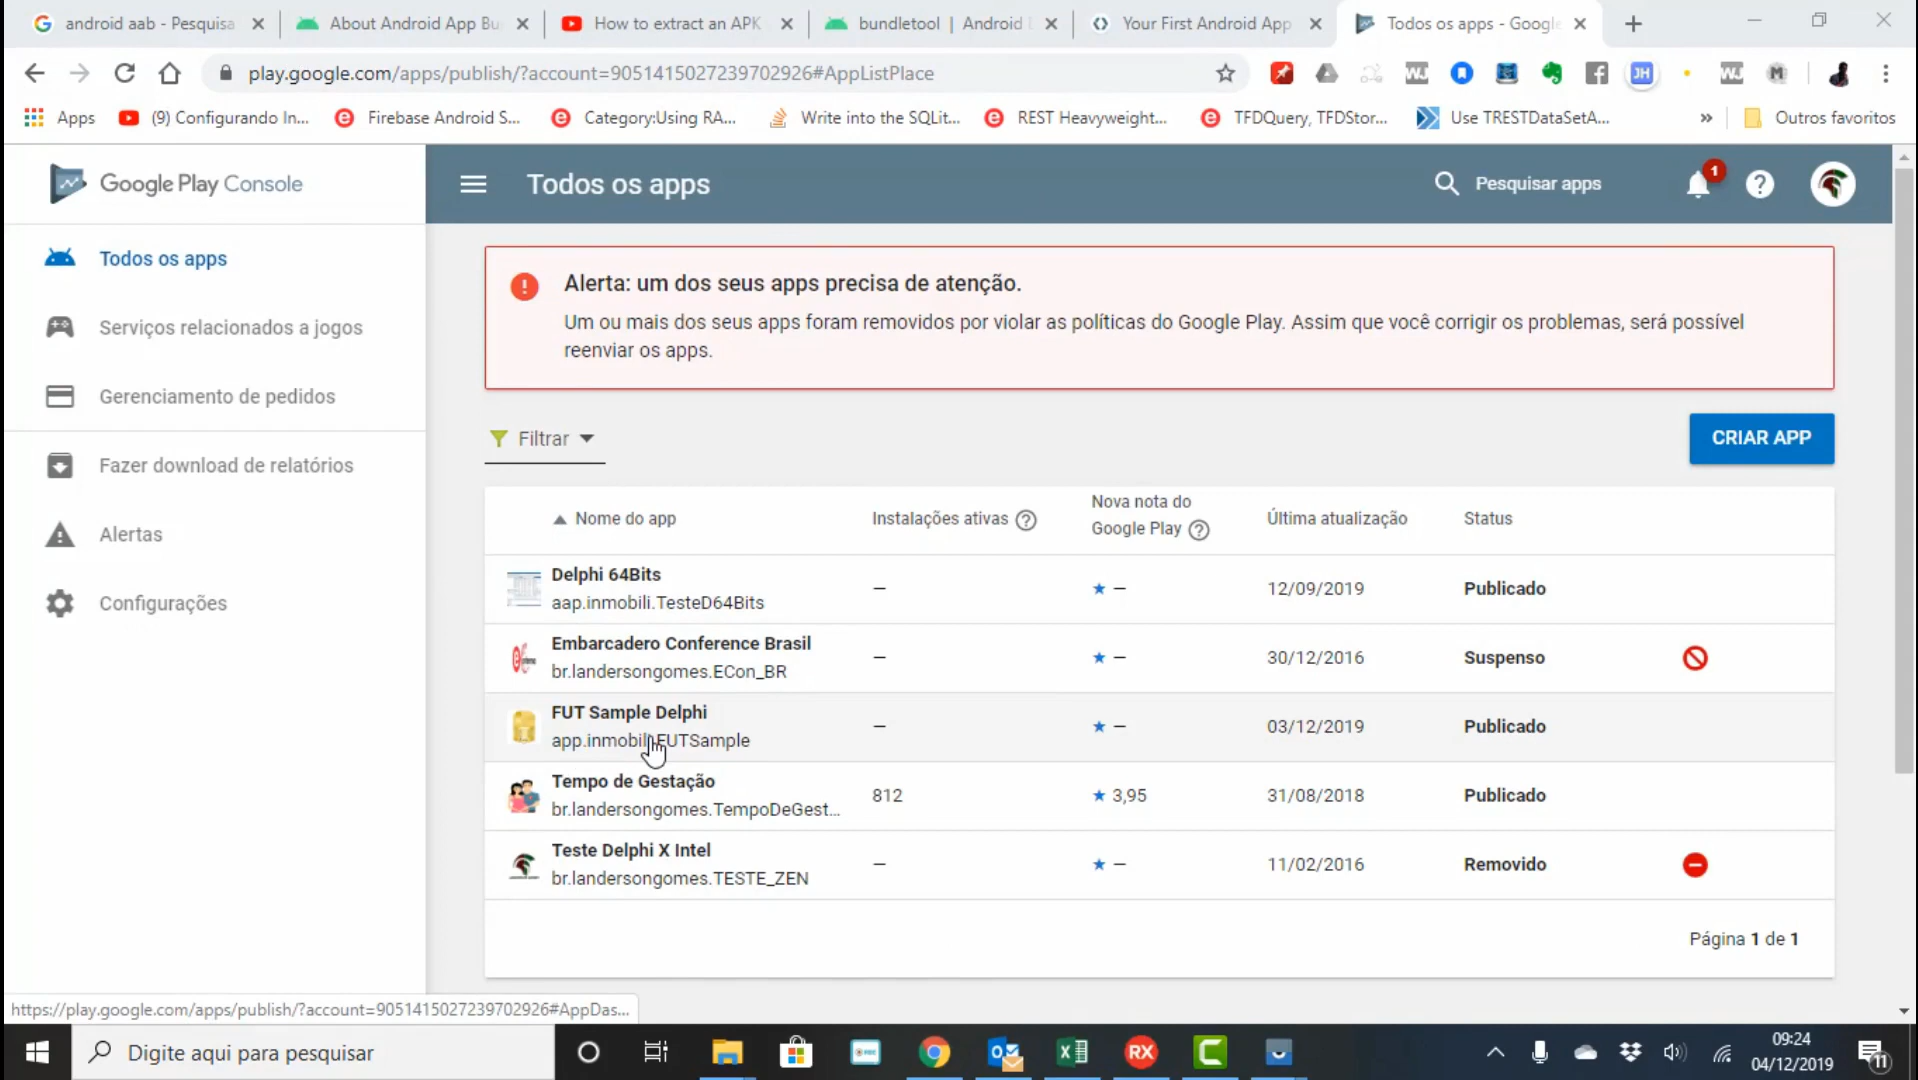 android aab - Pesquisa
About Android App Bu
How to extract an APK
bundletool | Android
Your First Android App
Todos os apps - Google
play.google.com/apps/publish/?account=9051415027239702926#AppListPlace
Apps
(9) Configurando In...
Firebase Android S...
Category:Using RA...
Write into the SQLit...
REST Heavyweight...
TFDQuery, TFDStor...
Use TRESTDataSetA...
»
Outros favoritos
Google Play Console
Todos os apps
Pesquisar apps
1
Todos os apps
Serviços relacionados a jogos
Gerenciamento de pedidos
Fazer download de relatórios
Alertas
Configurações
Alerta: um dos seus apps precisa de atenção.
Um ou mais dos seus apps foram removidos por violar as políticas do Google Play. Assim que você corrigir os problemas, será possível
reenviar os apps.
Filtrar
CRIAR APP
Nome do app
Instalações ativas
Nova nota do
Google Play
Última atualização
Status
Delphi 64Bits
aap.inmobili.TesteD64Bits
— ★ — 12/09/2019 Publicado
Embarcadero Conference Brasil
br.landersongomes.ECon_BR
— ★ — 30/12/2016 Suspenso
FUT Sample Delphi
app.inmobili.FUTSample
— ★ — 03/12/2019 Publicado
Tempo de Gestação
br.landersongomes.TempoDeGest...
812 ★ 3,95 31/08/2018 Publicado
Teste Delphi X Intel
br.landersongomes.TESTE_ZEN
— ★ — 11/02/2016 Removido
Página 1 de 1
https://play.google.com/apps/publish/?account=9051415027239702926#AppDas...
Digite aqui para pesquisar
RX
09:24
04/12/2019
11